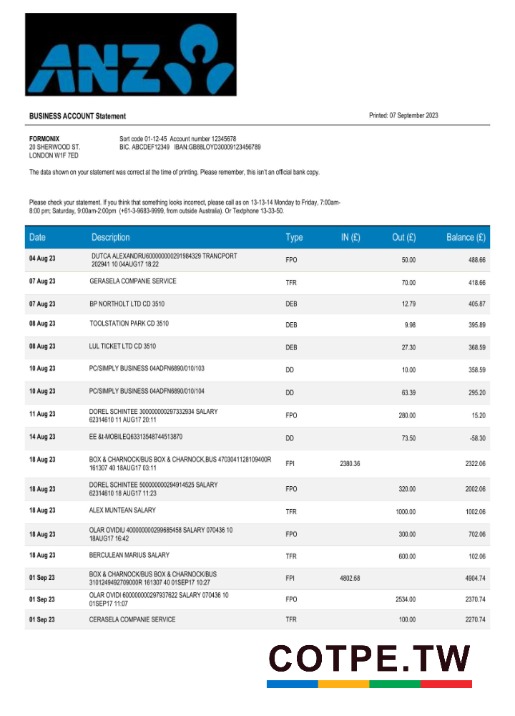 ANZ
BUSINESS ACCOUNT Statement Printed: 07 September 2023
FORMONIX Sort code 01-12-45 Account number 12345678
20 SHERWOOD ST. BIC. ABCDEF12349 IBAN:GB88LOYD30009123456789
LONDON W1F 7ED
The data shown on your statement was correct at the time of printing. Please remember, this isn't an official bank copy.
Please check your statement. If you think that something looks incorrect, please call us on 13-13-14 Monday to Friday, 7:00am-
8:00 pm; Saturday, 9:00am-2:00pm (+61-3-9683-9999, from outside Australia). Or Textphone 13-33-50.
Date Description Type IN (£) Out (£) Balance (£)
04 Aug 23 DUTCA ALEXANDRU600000000291584329 TRANCPORT FPO 50.00 488.66
202941 10 04AUG17 18:22
07 Aug 23 GERASELA COMPANIE SERVICE TFR 70.00 418.66
07 Aug 23 BP NORTHOLT LTD CD 3510 DEB 12.79 405.87
08 Aug 23 TOOLSTATION PARK CD 3510 DEB 9.98 395.89
08 Aug 23 LUL TICKET LTD CD 3510 DEB 27.30 368.59
10 Aug 23 PC/SIMPLY BUSINESS 04ADFN6890/010/103 DD 10.00 358.59
10 Aug 23 PC/SIMPLY BUSINESS 04ADFN6890/010/104 DD 63.39 295.20
11 Aug 23 DOREL SCHINTEE 300000000297332934 SALARY FPO 280.00 15.20
62314610 11 AUG17 20:11
14 Aug 23 EE &t-MOBILEQ63313548744513870 DD 73.50 -58.30
18 Aug 23 BOX & CHARNOCK/BUS BOX & CHARNOCK,BUS 4703041128109400R FPI 2380.36 2322.06
161307 40 18AUG17 03:11
18 Aug 23 DOREL SCHINTEE 500000000294914525 SALARY FPO 320.00 2002.06
62314610 18 AUG17 11:23
18 Aug 23 ALEX MUNTEAN SALARY TFR 1000.00 1002.06
18 Aug 23 OLAR OVIDIU 400000000299685458 SALARY 070436 10 FPO 300.00 702.06
18AUG17 16:42
18 Aug 23 BERCULEAN MARIUS SALARY TFR 600.00 102.06
01 Sep 23 BOX & CHARNOCK/BUS BOX & CHARNOCK/BUS FPI 4802.68 4904.74
3101249492709000R 161307 40 01SEP17 10:27
01 Sep 23 OLAR OVIDI 600000000297937622 SALARY 070436 10 FPO 2534.00 2370.74
01SEP17 11:07
01 Sep 23 CERASELA COMPANIE SERVICE TFR 100.00 2270.74
COTPE.TW